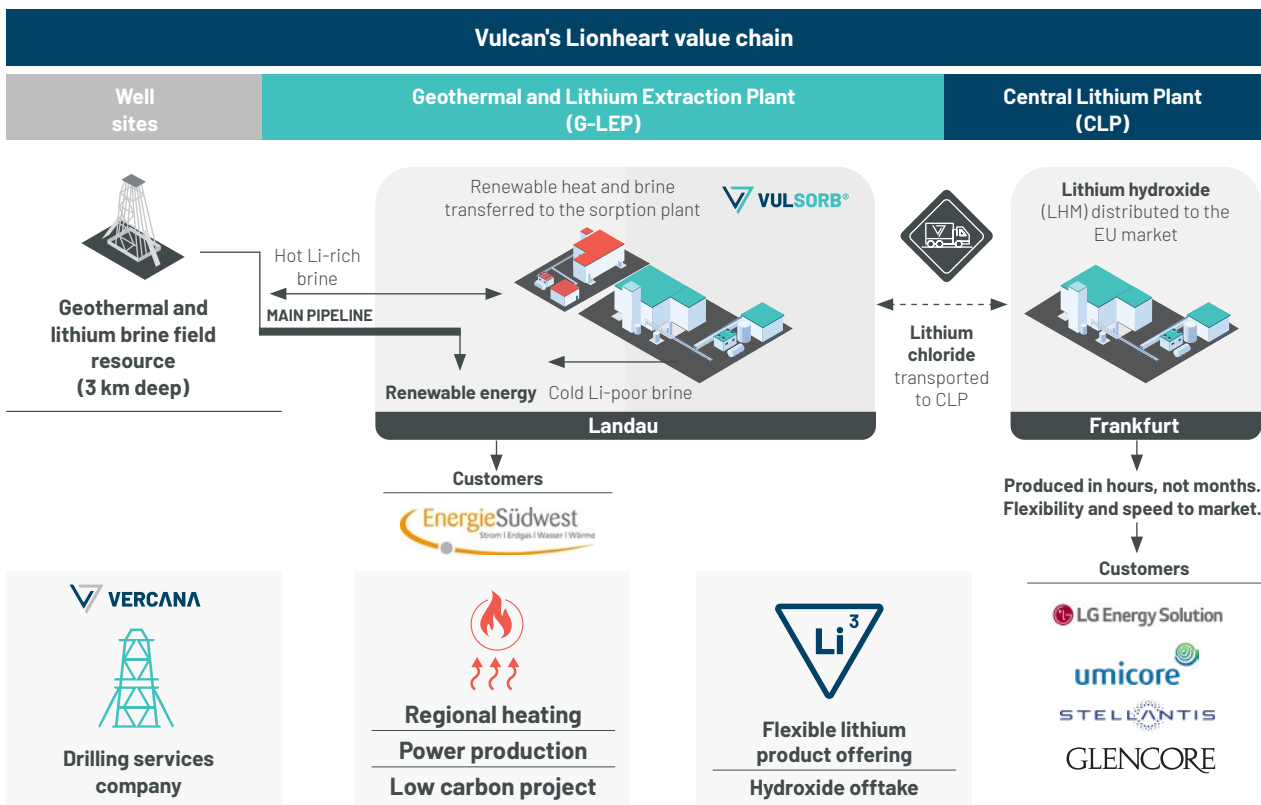 Vulcan's Lionheart value chain
Well
sites
Geothermal and Lithium Extraction Plant
(G-LEP)
Central Lithium Plant
(CLP)
Geothermal and
lithium brine field
resource
(3 km deep)
Hot Li-rich
brine
MAIN PIPELINE
Renewable heat and brine
transferred to the sorption plant
VULSORB®
Renewable energy
Cold Li-poor brine
Landau
Lithium
chloride
transported
to CLP
Lithium hydroxide
(LHM) distributed to the
EU market
Frankfurt
Customers
EnergieSüdwest
Strom | Erdgas | Wasser | Wärme
Produced in hours, not months.
Flexibility and speed to market.
Customers
LG Energy Solution
umicore
STELLANTIS
GLENCORE
VERCANA
Drilling services
company
Regional heating
Power production
Low carbon project
Li³
Flexible lithium
product offering
Hydroxide offtake